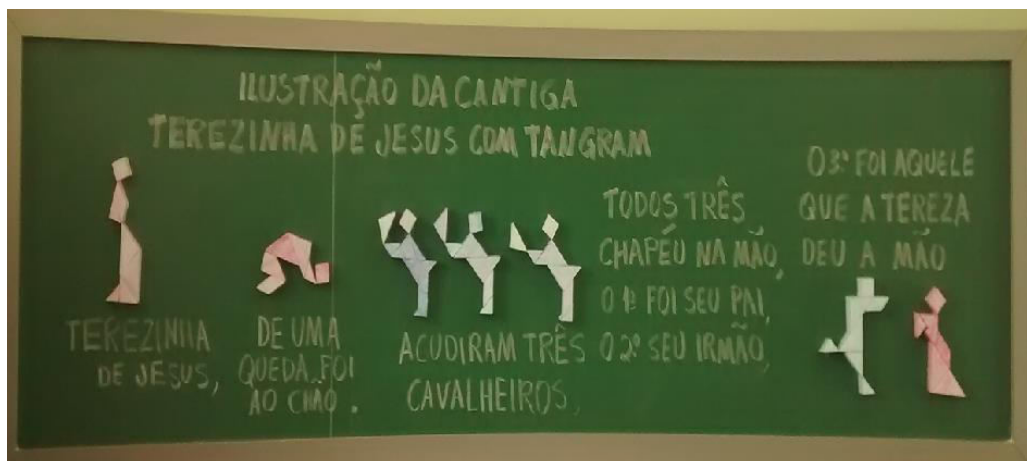 ILUSTRAÇÃO DA CANTIGA
TEREZINHA DE JESUS COM TANGRAM
TEREZINHA
DE JESUS,
DE UMA
QUEDA, FOI
AO CHÃO.
ACUDIRAM TRÊS
CAVALHEIROS,
TODOS TRÊS
CHAPÉU NA MÃO,
O 1º FOI SEU PAI,
O 2º SEU IRMÃO,
O 3º FOI AQUELE
QUE A TEREZA
DEU A MÃO